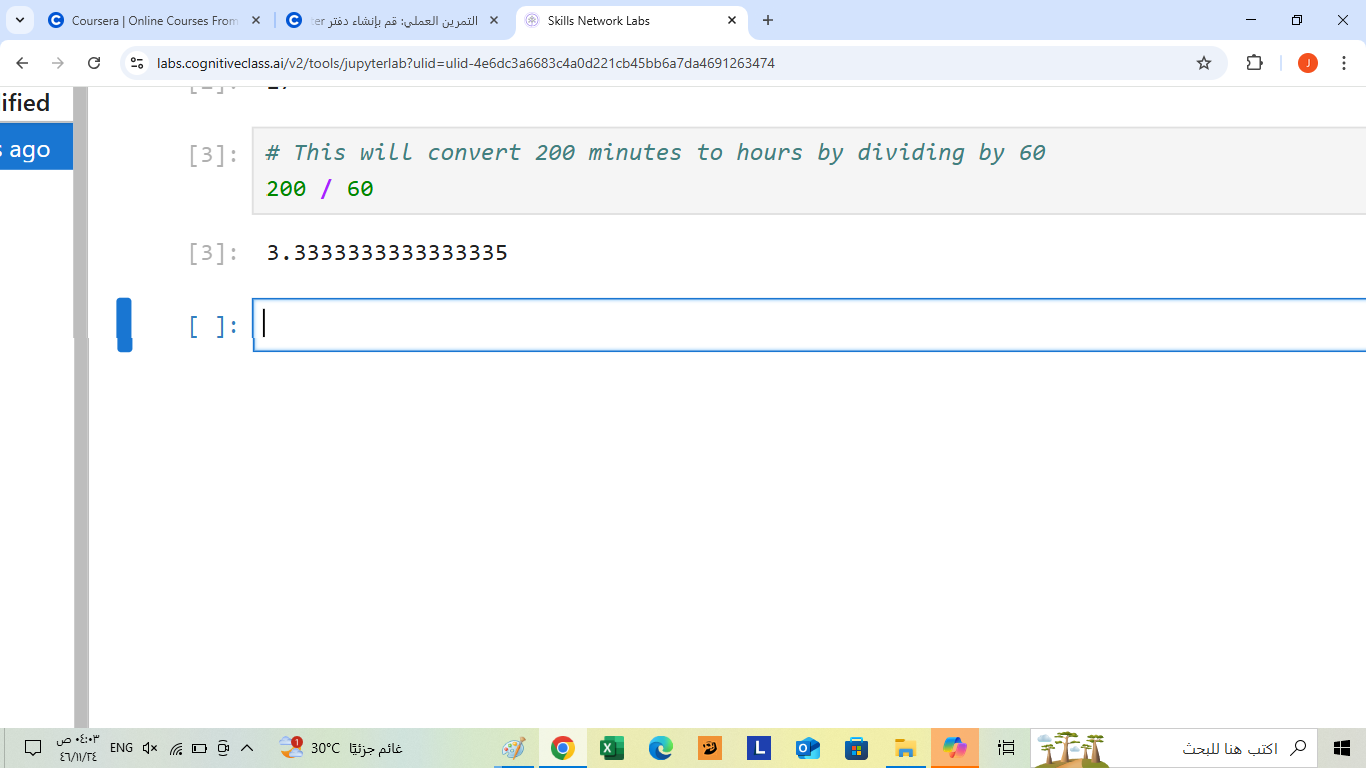 Coursera | Online Courses From
التمرين العملي: قم بإنشاء دفتر ter
Skills Network Labs
labs.cognitiveclass.ai/v2/tools/jupyterlab?ulid=ulid-4e6dc3a6683c4a0d221cb45bb6a7da4691263474
J
ified
s ago
[3]:
# This will convert 200 minutes to hours by dividing by 60
200 / 60
[3]:
3.3333333333333335
[ ]:
٠٤:٠٣ ص
٤٦/١١/٢٤
ENG
1
30°C غائم جزئيًا
L
اكتب هنا للبحث